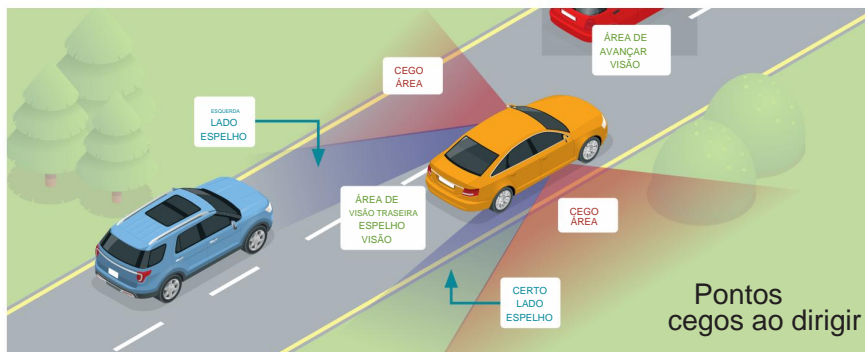 ÁREA DE
AVANÇAR
VISÃO
CEGO
ÁREA
ESQUERDA
LADO
ESPELHO
ÁREA DE
VISÃO TRASEIRA
ESPELHO
VISÃO
CEGO
ÁREA
CERTO
LADO
ESPELHO
Pontos
cegos ao dirigir